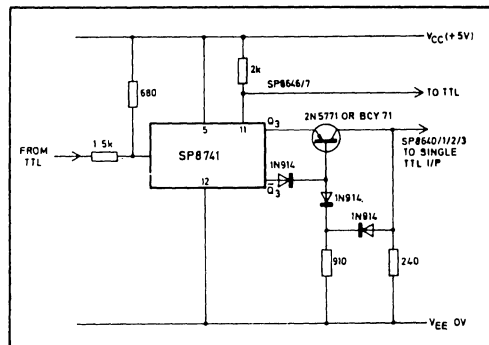 VCC (+5V)
2k
SP8646/7
680
TO TTL
2N5771 OR BCY 71
Q3
5
11
FROM
TTL
1 5k
SP8741
SP8640/1/2/3
TO SINGLE
TTL I/P
1N914
12
Q̅3
1N914
1N914
910
240
VEE 0V